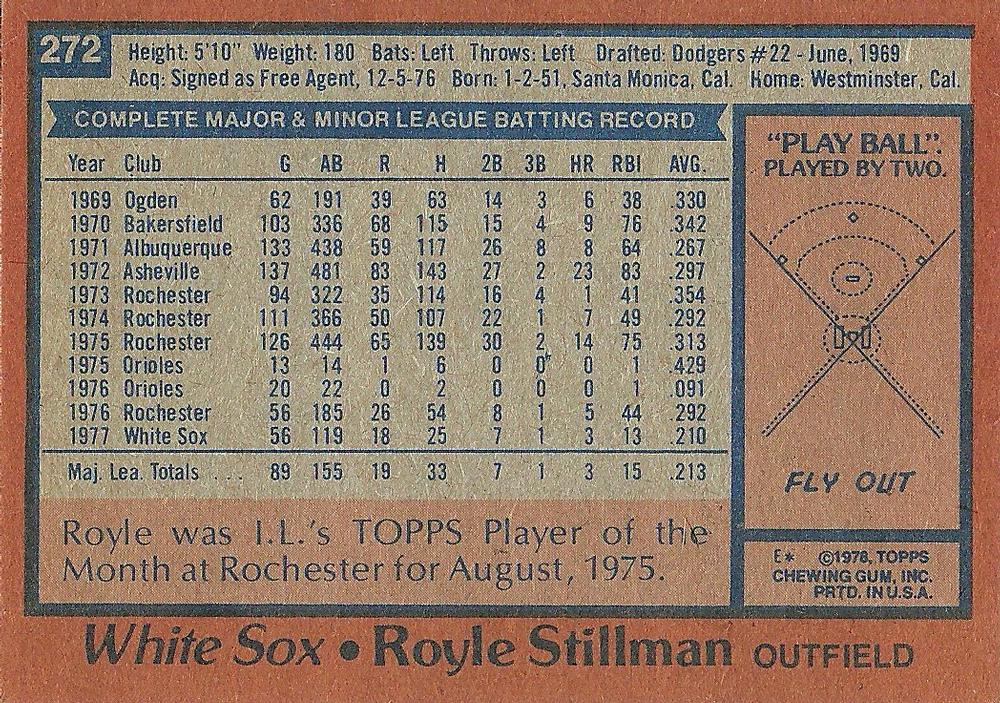 272
Height: 5'10" Weight: 180 Bats: Left Throws: Left Drafted: Dodgers #22 - June, 1969
Acq: Signed as Free Agent, 12-5-76 Born: 1-2-51, Santa Monica, Cal. Home: Westminster, Cal.
COMPLETE MAJOR & MINOR LEAGUE BATTING RECORD
Year Club G AB R H 2B 3B HR RBI AVG.
1969 Ogden 62 191 39 63 14 3 6 38 .330
1970 Bakersfield 103 336 68 115 15 4 9 76 .342
1971 Albuquerque 133 438 59 117 26 8 8 64 .267
1972 Asheville 137 481 83 143 27 2 23 83 .297
1973 Rochester 94 322 35 114 16 4 1 41 .354
1974 Rochester 111 366 50 107 22 1 7 49 .292
1975 Rochester 126 444 65 139 30 2 14 75 .313
1975 Orioles 13 14 1 6 0 0 0 1 .429
1976 Orioles 20 22 0 2 0 0 0 1 .091
1976 Rochester 56 185 26 54 8 1 5 44 .292
1977 White Sox 56 119 18 25 7 1 3 13 .210
Maj. Lea. Totals . . . 89 155 19 33 7 1 3 15 .213
Royle was I.L.'s TOPPS Player of the
Month at Rochester for August, 1975.
"PLAY BALL".
PLAYED BY TWO.
FLY OUT
E* ©1978, TOPPS
CHEWING GUM, INC.
PRTD. IN U.S.A.
White Sox • Royle Stillman OUTFIELD